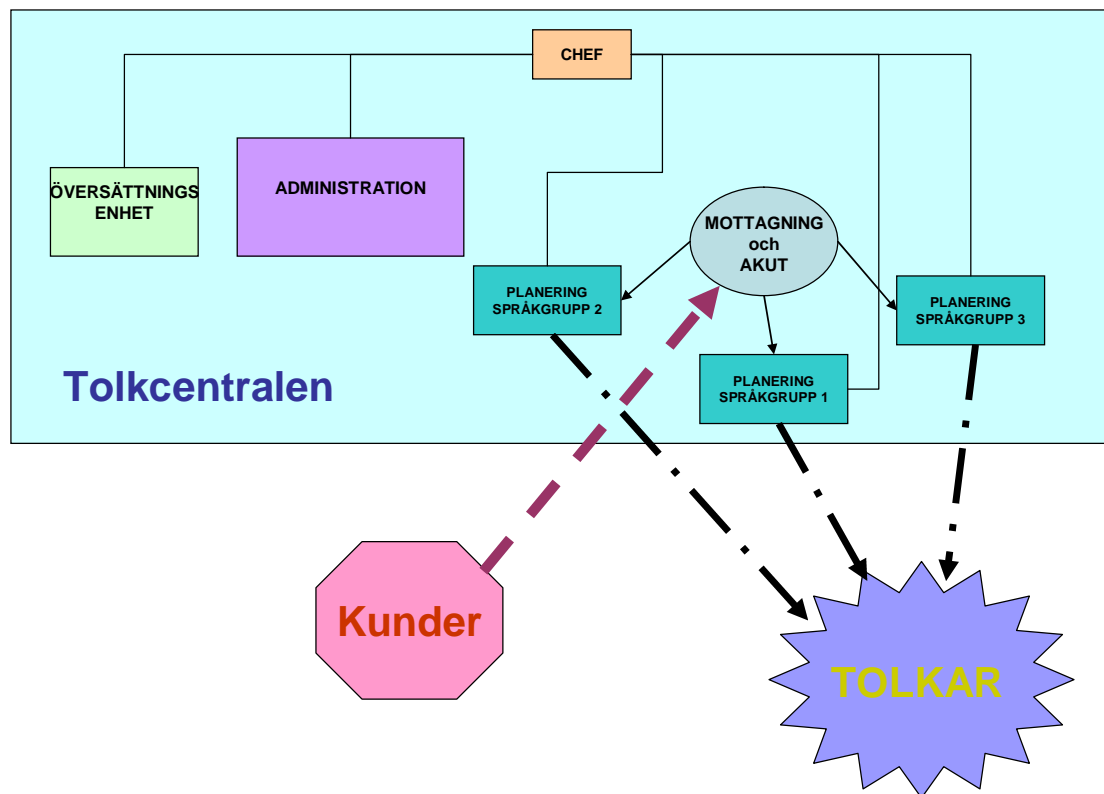 CHEF
ÖVERSÄTTNINGS
ENHET
ADMINISTRATION
MOTTAGNING
och
AKUT
PLANERING
SPRÅKGRUPP 2
PLANERING
SPRÅKGRUPP 3
PLANERING
SPRÅKGRUPP 1
Tolkcentralen
Kunder
TOLKAR